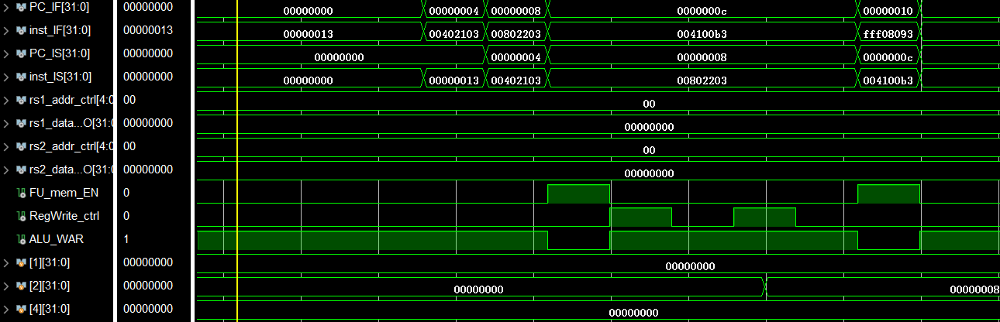 PC_IF[31:0] 00000000 00000000 00000004 00000008 0000000c 00000010
inst_IF[31:0] 00000013 00000013 00402103 00802203 004100b3 fff08093
PC_IS[31:0] 00000000 00000000 00000004 00000008 0000000c
inst_IS[31:0] 00000000 00000000 00000013 00402103 00802203 004100b3
rs1_addr_ctrl[4:0 00 00
rs1_data...O[31:0 00000000 00000000
rs2_addr_ctrl[4:0 00 00
rs2_data...O[31:0 00000000 00000000
FU_mem_EN 0
RegWrite_ctrl 0
ALU_WAR 1
[1][31:0] 00000000 00000000
[2][31:0] 00000000 00000000 00000008
[4][31:0] 00000000 00000000